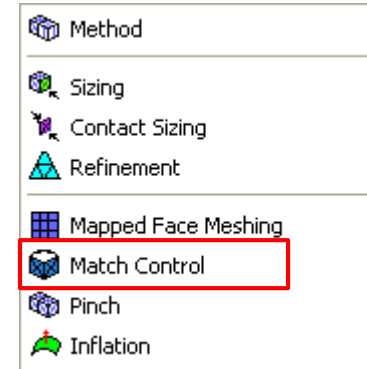 Method
Sizing
Contact Sizing
Refinement
Mapped Face Meshing
Match Control
Pinch
Inflation